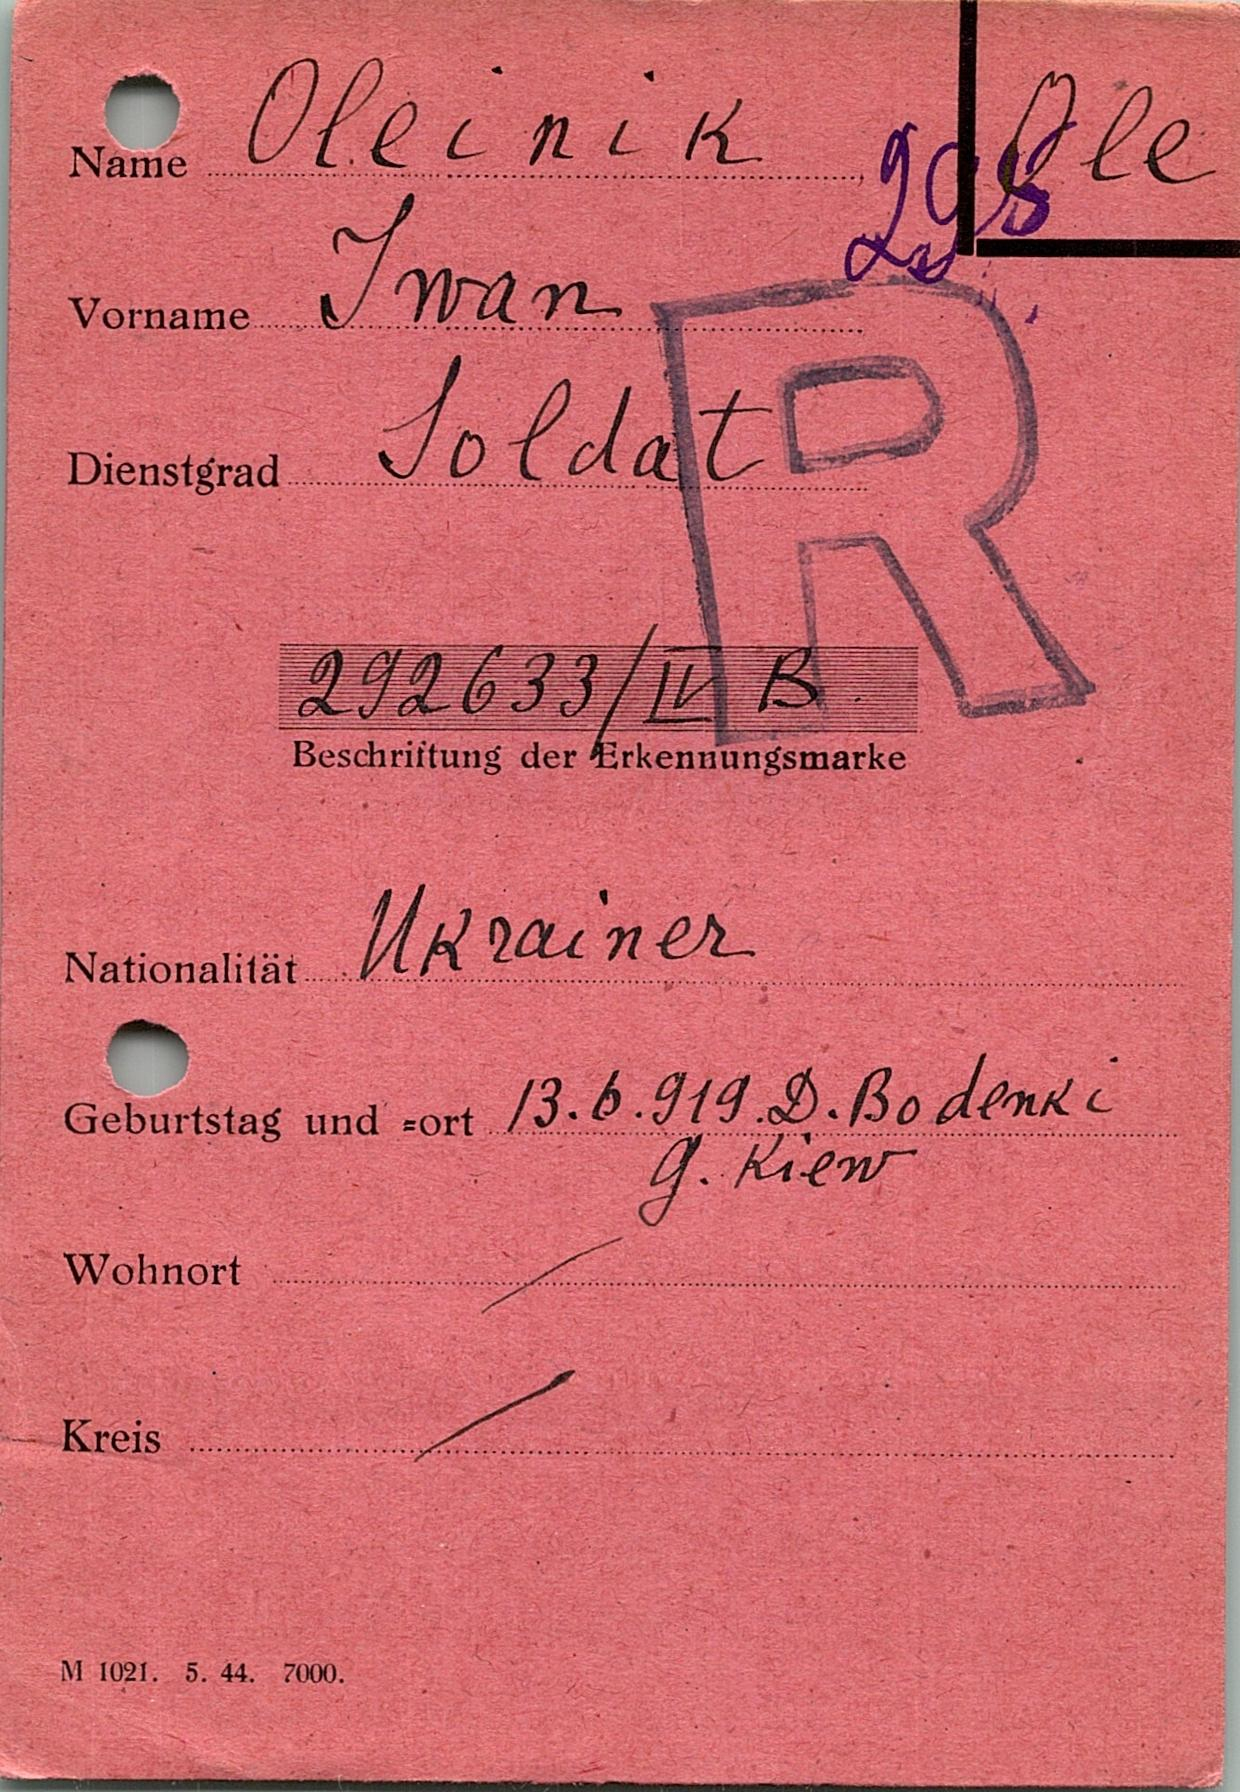 Name Oleinik
Ole
298
Vorname Iwan
Dienstgrad Soldat
R
292633/IV B
Beschriftung der Erkennungsmarke
Nationalität Ukrainer
Geburtstag und =ort 13.6.919. D. Bodenki
g. Kiew
Wohnort
Kreis
M 1021. 5. 44. 7000.